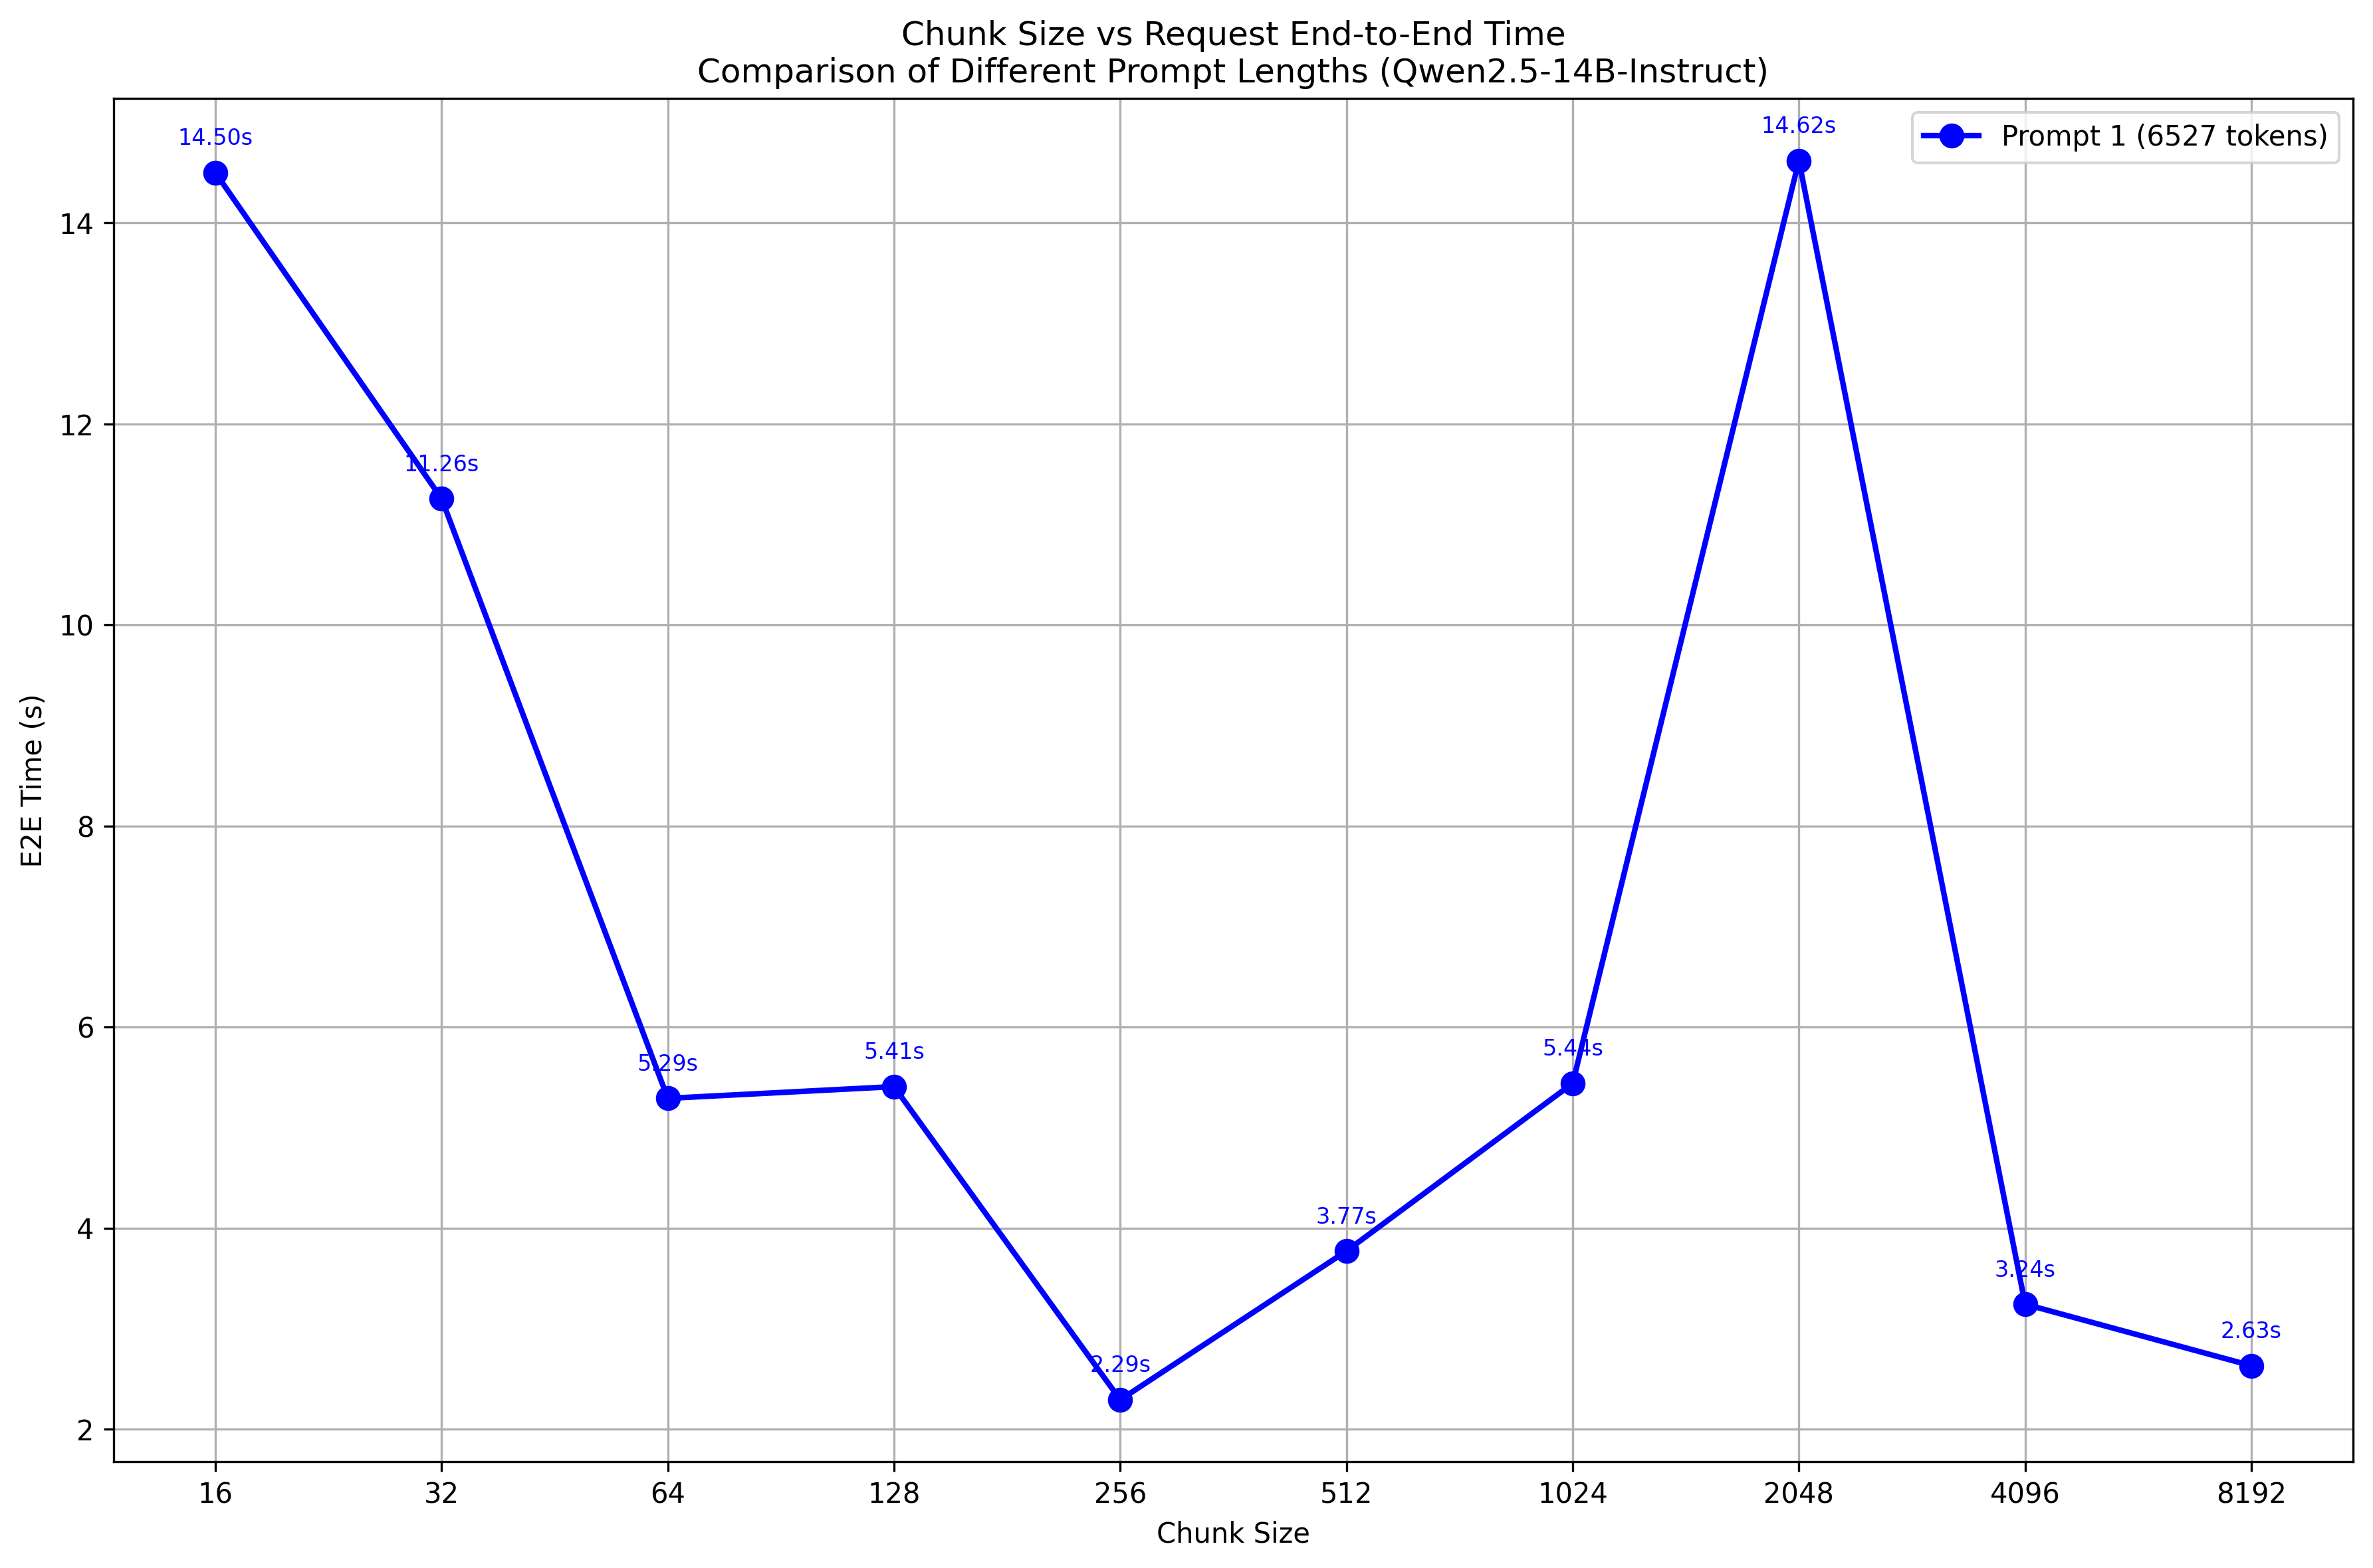 Chunk Size vs Request End-to-End Time
Comparison of Different Prompt Lengths (Qwen2.5-14B-Instruct)
Prompt 1 (6527 tokens)
14.50s
11.26s
5.29s
5.41s
2.29s
3.77s
5.44s
14.62s
3.24s
2.63s
E2E Time (s)
14
12
10
8
6
4
2
16 32 64 128 256 512 1024 2048 4096 8192
Chunk Size